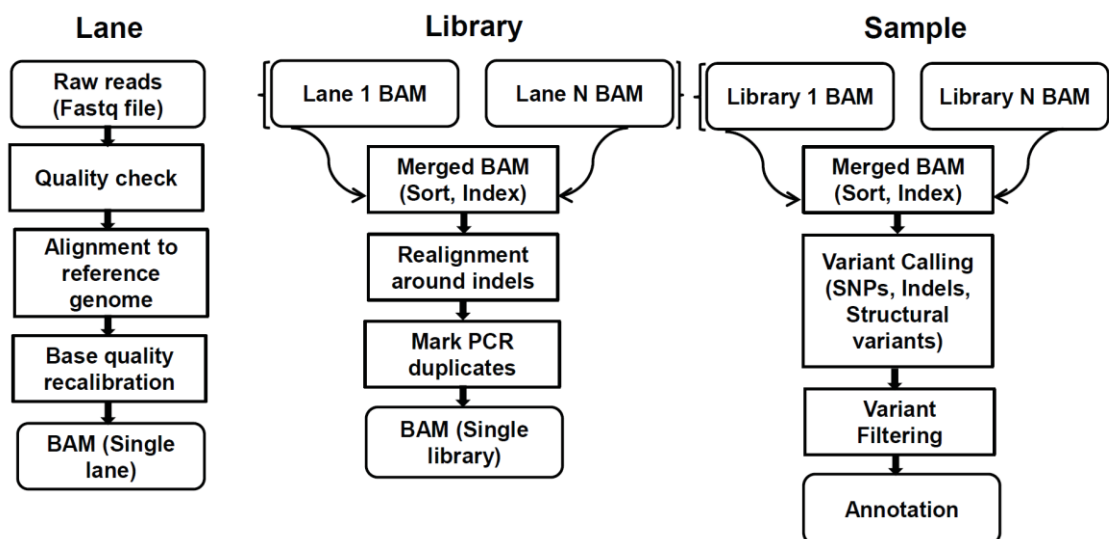 Lane
Raw reads
(Fastq file)
Quality check
Alignment to
reference
genome
Base quality
recalibration
BAM (Single
lane)
Library
Lane 1 BAM
Lane N BAM
Merged BAM
(Sort, Index)
Realignment
around indels
Mark PCR
duplicates
BAM (Single
library)
Sample
Library 1 BAM
Library N BAM
Merged BAM
(Sort, Index)
Variant Calling
(SNPs, Indels,
Structural
variants)
Variant
Filtering
Annotation